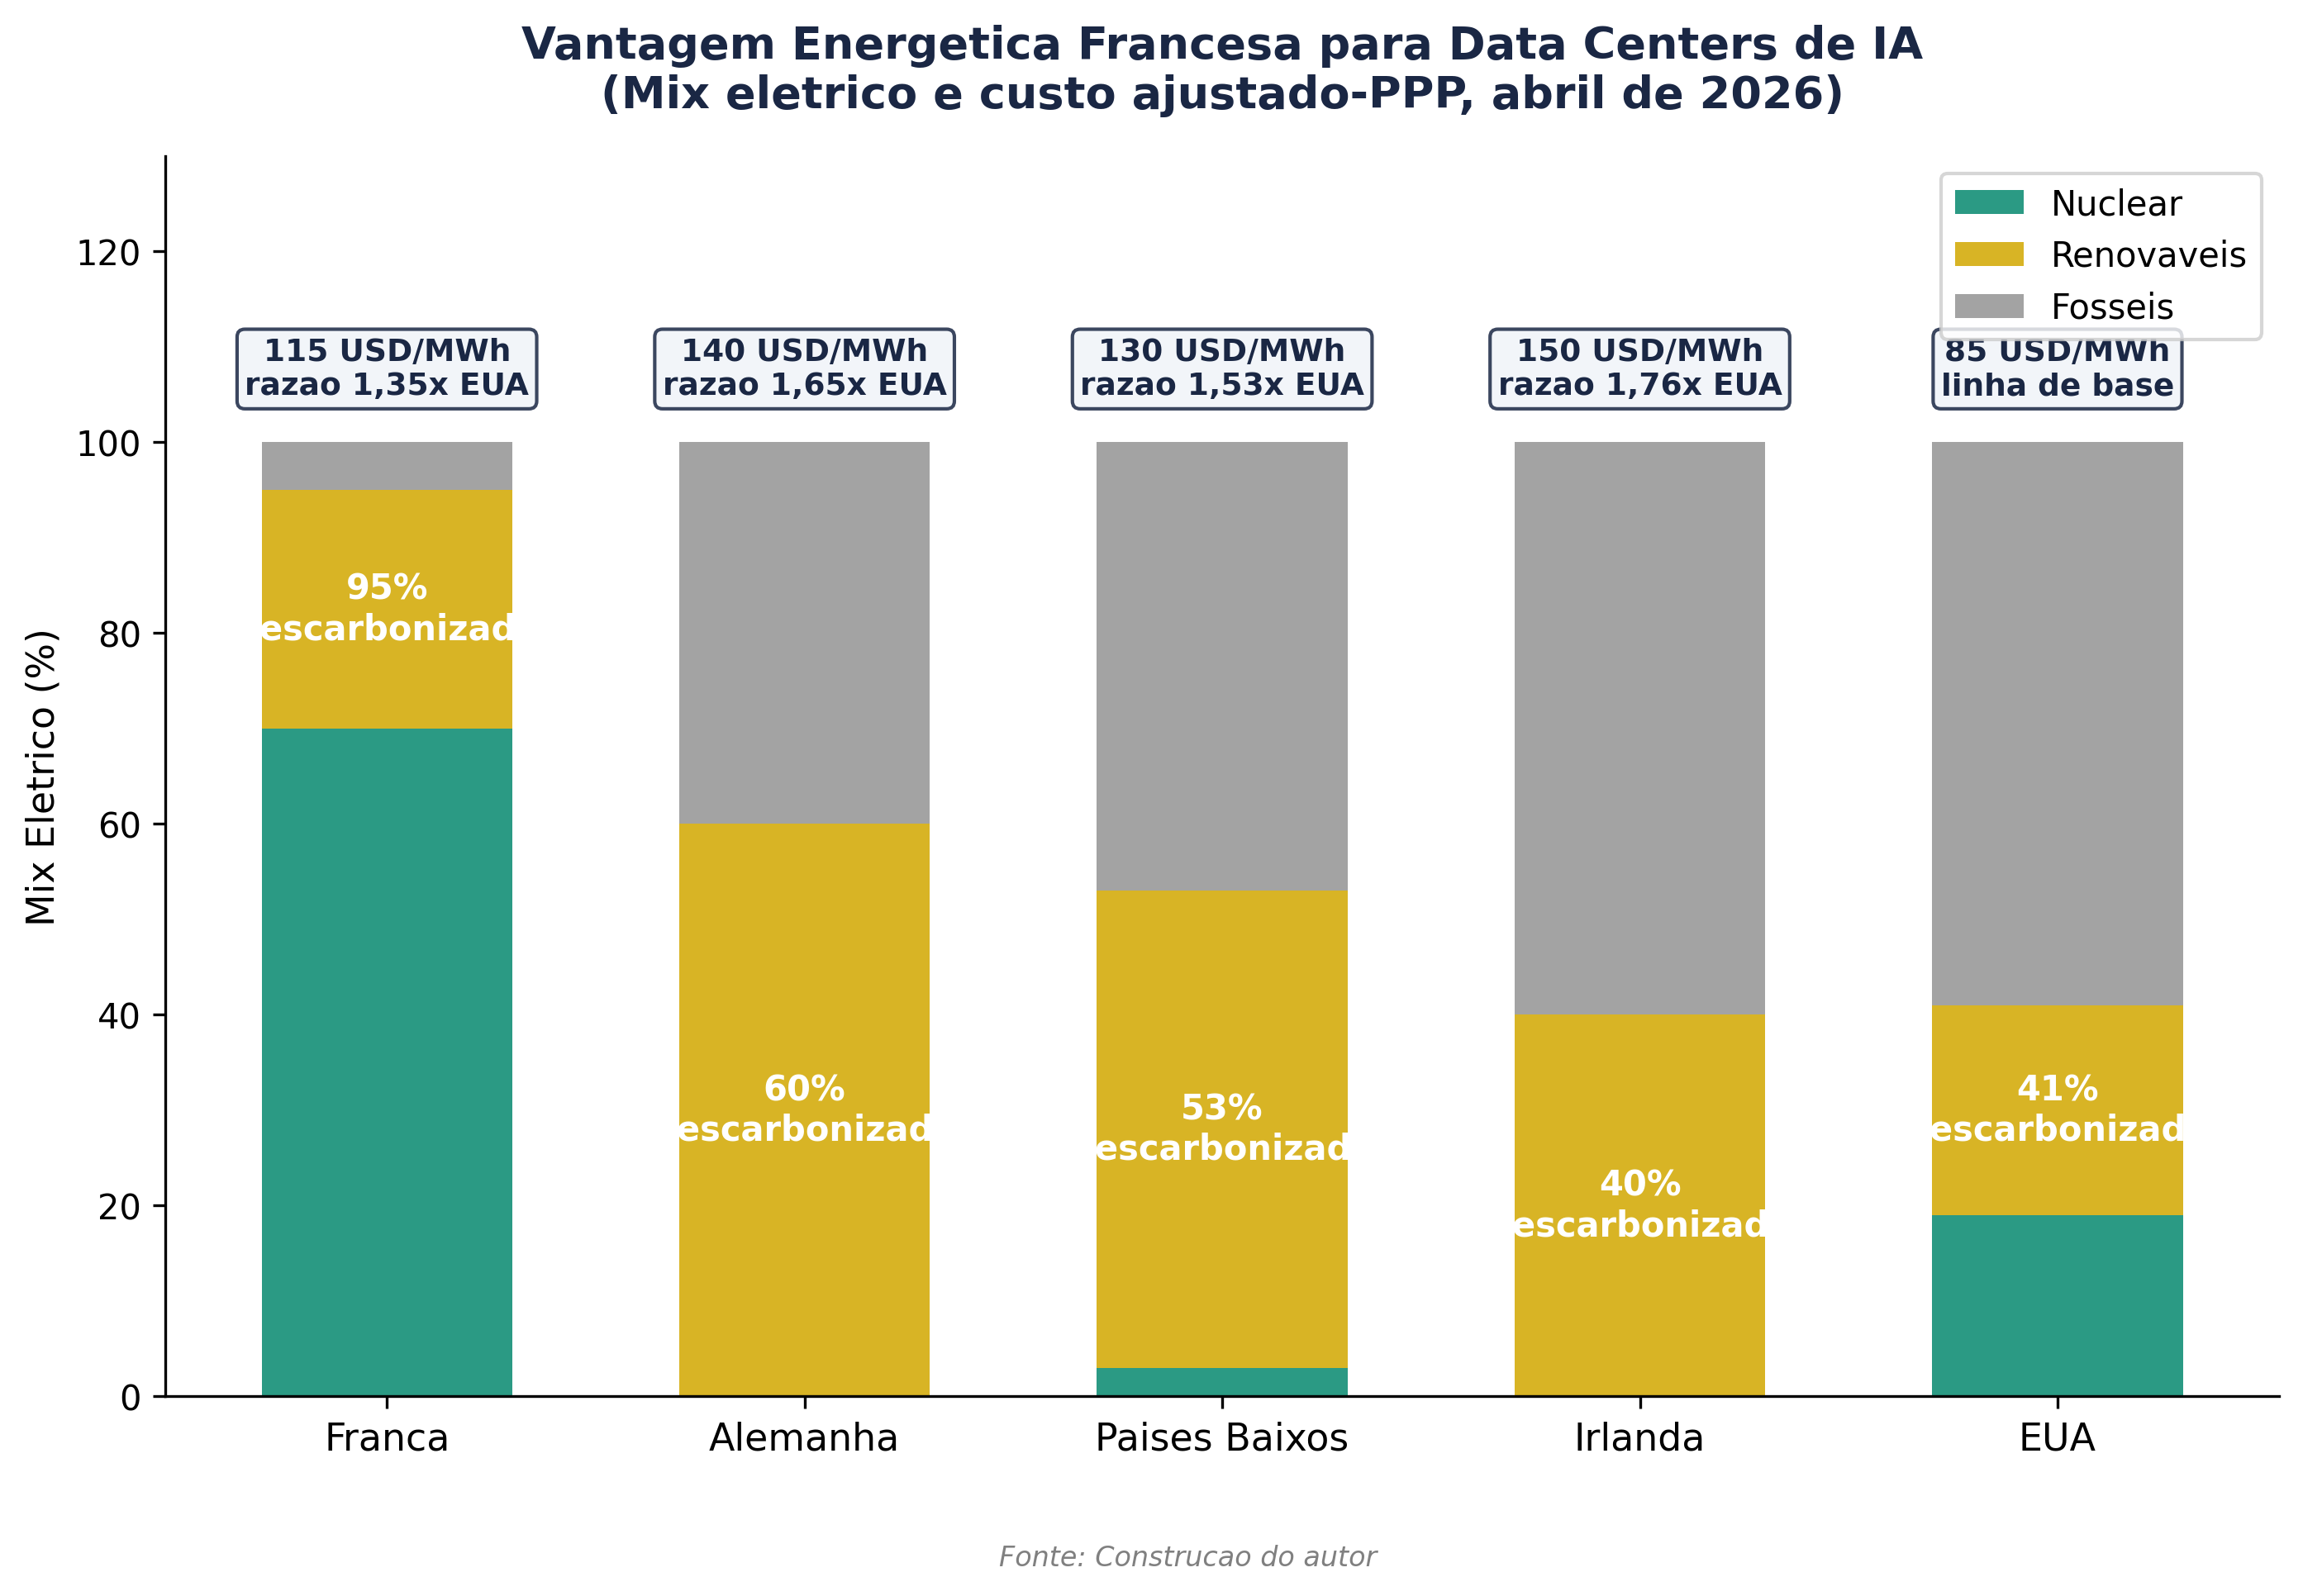 Vantagem Energetica Francesa para Data Centers de IA
(Mix eletrico e custo ajustado-PPP, abril de 2026)
Nuclear
Renovaveis
Fosseis
115 USD/MWh
razao 1,35x EUA
140 USD/MWh
razao 1,65x EUA
130 USD/MWh
razao 1,53x EUA
150 USD/MWh
razao 1,76x EUA
85 USD/MWh
linha de base
Mix Eletrico (%)
120
100
80
60
40
20
0
95%
escarbonizad
60%
escarbonizad
53%
escarbonizad
40%
escarbonizad
41%
escarbonizad
Franca
Alemanha
Paises Baixos
Irlanda
EUA
Fonte: Construcao do autor